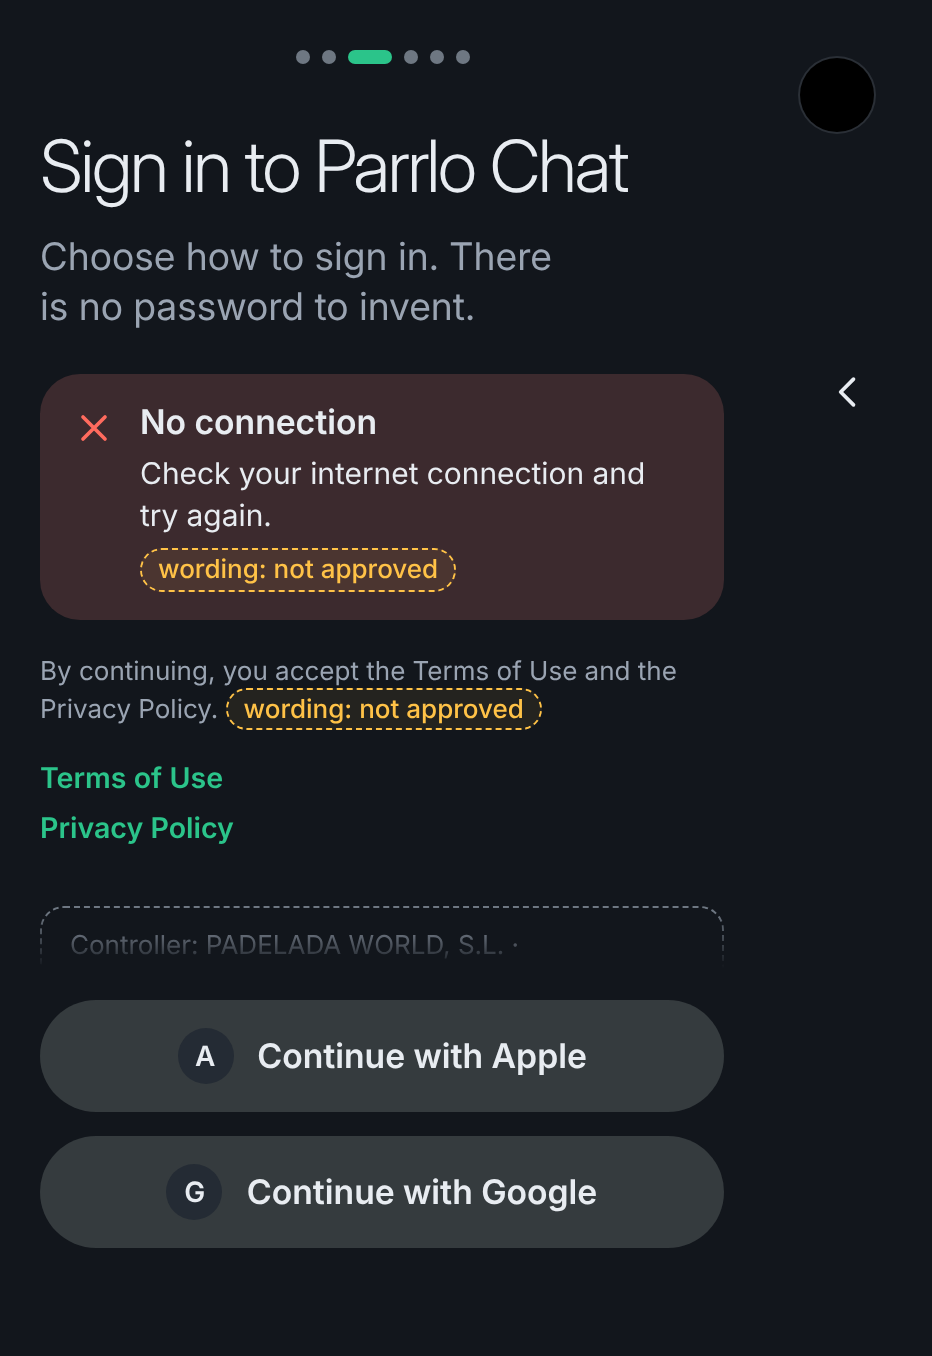 Sign in to Parrlo Chat
Choose how to sign in. There
is no password to invent.
No connection
Check your internet connection and
try again.
wording: not approved
By continuing, you accept the Terms of Use and the
Privacy Policy. wording: not approved
Terms of Use
Privacy Policy
Controller: PADELADA WORLD, S.L. ·
A Continue with Apple
G Continue with Google